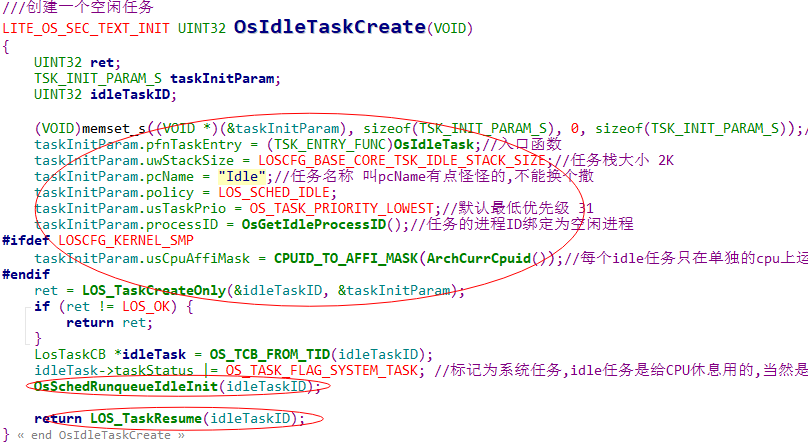 ///创建一个空闲任务
LITE_OS_SEC_TEXT_INIT UINT32 OsIdleTaskCreate(VOID)
{
    UINT32 ret;
    TSK_INIT_PARAM_S taskInitParam;
    UINT32 idleTaskID;

    (VOID)memset_s((VOID *)(&taskInitParam), sizeof(TSK_INIT_PARAM_S), 0, sizeof(TSK_INIT_PARAM_S));/
    taskInitParam.pfnTaskEntry = (TSK_ENTRY_FUNC)OsIdleTask;//入口函数
    taskInitParam.uwStackSize = LOSCFG_BASE_CORE_TSK_IDLE_STACK_SIZE;//任务栈大小 2K
    taskInitParam.pcName = "Idle";//任务名称 叫pcName有点怪怪的,不能换个撒
    taskInitParam.policy = LOS_SCHED_IDLE;
    taskInitParam.usTaskPrio = OS_TASK_PRIORITY_LOWEST;//默认最低优先级 31
    taskInitParam.processID = OsGetIdleProcessID();//任务的进程ID绑定为空闲进程
#ifdef LOSCFG_KERNEL_SMP
    taskInitParam.usCpuAffiMask = CPUID_TO_AFFI_MASK(ArchCurrCpuid());//每个idle任务只在单独的cpu上运
#endif
    ret = LOS_TaskCreateOnly(&idleTaskID, &taskInitParam);
    if (ret != LOS_OK) {
        return ret;
    }
    LosTaskCB *idleTask = OS_TCB_FROM_TID(idleTaskID);
    idleTask->taskStatus |= OS_TASK_FLAG_SYSTEM_TASK; //标记为系统任务,idle任务是给CPU休息用的,当然是
    OsSchedRunqueueIdleInit(idleTaskID);

    return LOS_TaskResume(idleTaskID);
} « end OsIdleTaskCreate »